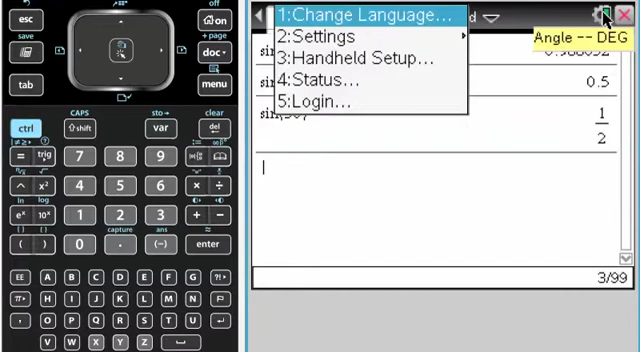 off
esc
on
save
+ page
doc
tab
menu
CAPS
sto→
clear
ctrl
shift
var
del
= trig 7 8 9
^ x² 4 5 6 × ÷
ln log
eˣ 10ˣ 1 2 3 + −
{ } capture ans
( ) 0 . (−) enter
EE A B C D E F G ?!
π H I J K L M N
, O P Q R S T U
V W X Y Z
1:Change Language...
2:Settings
3:Handheld Setup...
4:Status...
5:Login...
d
Angle -- DEG
0.5
1
2
3/99